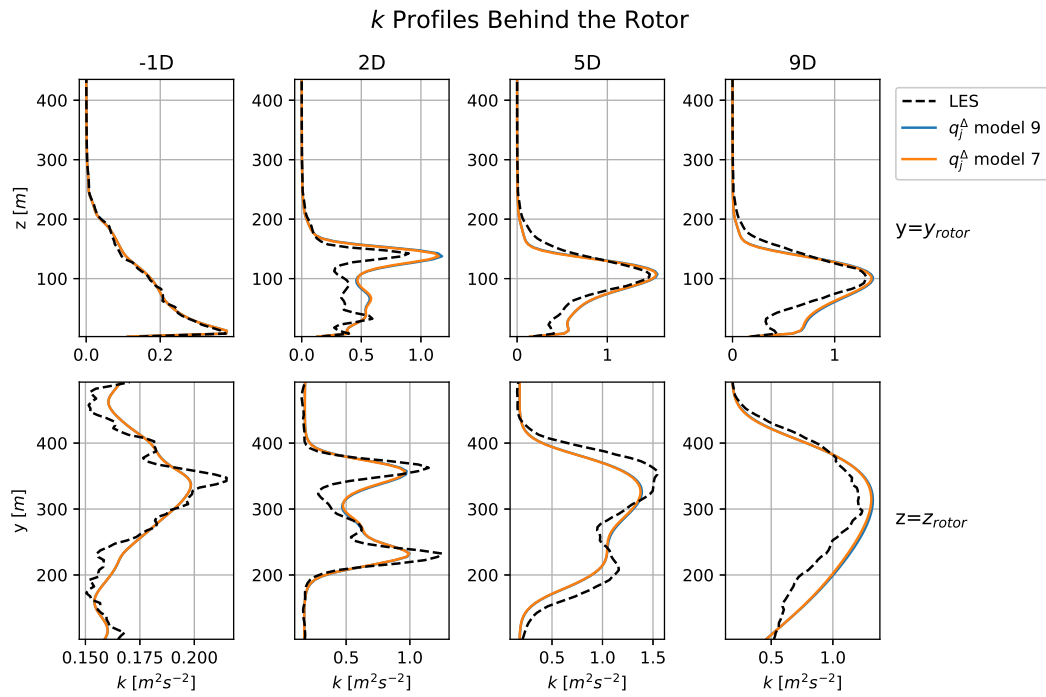 k Profiles Behind the Rotor
-1D 2D 5D 9D
z [m]
400
300
200
100
0.0 0.2
0.0 0.5 1.0
0 1
0 1
LES
q_j^Δ model 9
q_j^Δ model 7
y=y_rotor
y [m]
400
300
200
0.150 0.175 0.200
0.5 1.0
0.5 1.0 1.5
0.5 1.0
k [m²s⁻²] k [m²s⁻²] k [m²s⁻²] k [m²s⁻²]
z=z_rotor